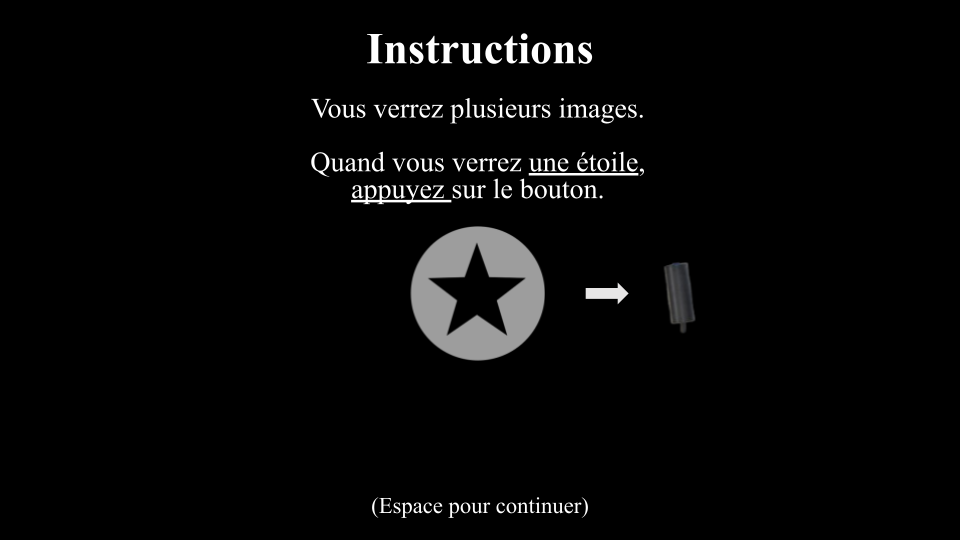 Instructions
Vous verrez plusieurs images.
Quand vous verrez une étoile,
appuyez sur le bouton.
(Espace pour continuer)